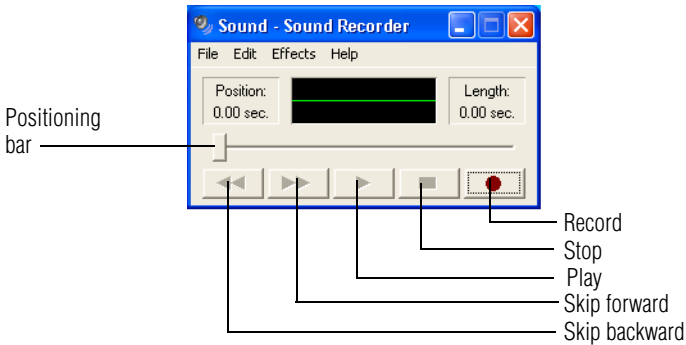 Sound - Sound Recorder
File Edit Effects Help
Position:
0.00 sec.
Length:
0.00 sec.
Positioning
bar
Record
Stop
Play
Skip forward
Skip backward